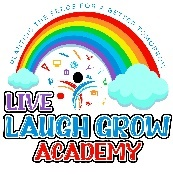 PLANTING THE SEEDS FOR A BETTER TOMORROW
LIVE
LAUGH GROW
ACADEMY